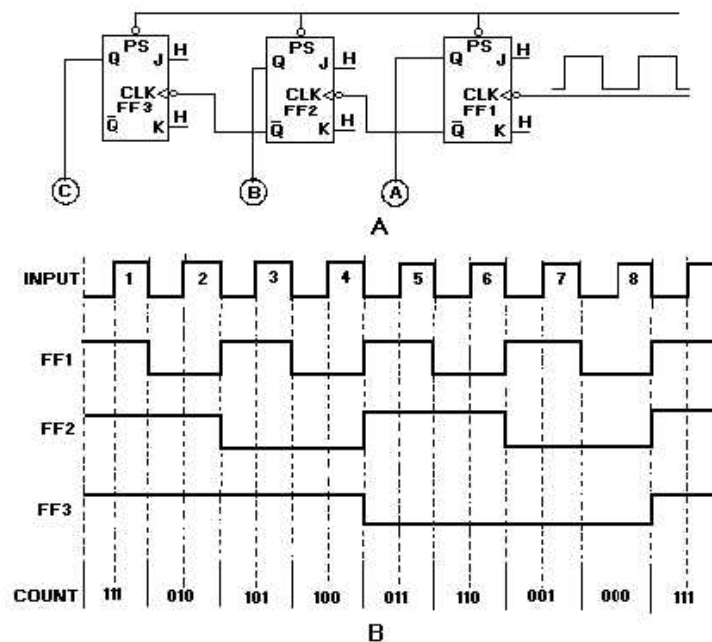 PS PS PS
Q J H Q J H Q J H
CLK CLK CLK
FF3 FF2 FF1
Q̅ K H Q̅ K H Q̅ K H
C B A
A
INPUT 1 2 3 4 5 6 7 8
FF1
FF2
FF3
COUNT 111 010 101 100 011 110 001 000 111
B